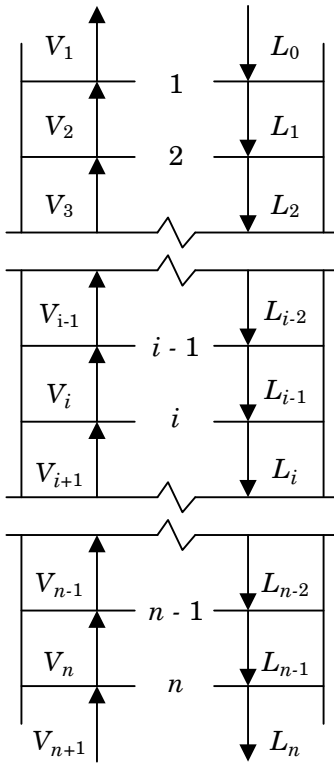 V₁ L₀
1
V₂ L₁
2
V₃ L₂
Vᵢ₋₁ Lᵢ₋₂
i - 1
Vᵢ Lᵢ₋₁
i
Vᵢ₊₁ Lᵢ
Vₙ₋₁ Lₙ₋₂
n - 1
Vₙ Lₙ₋₁
n
Vₙ₊₁ Lₙ